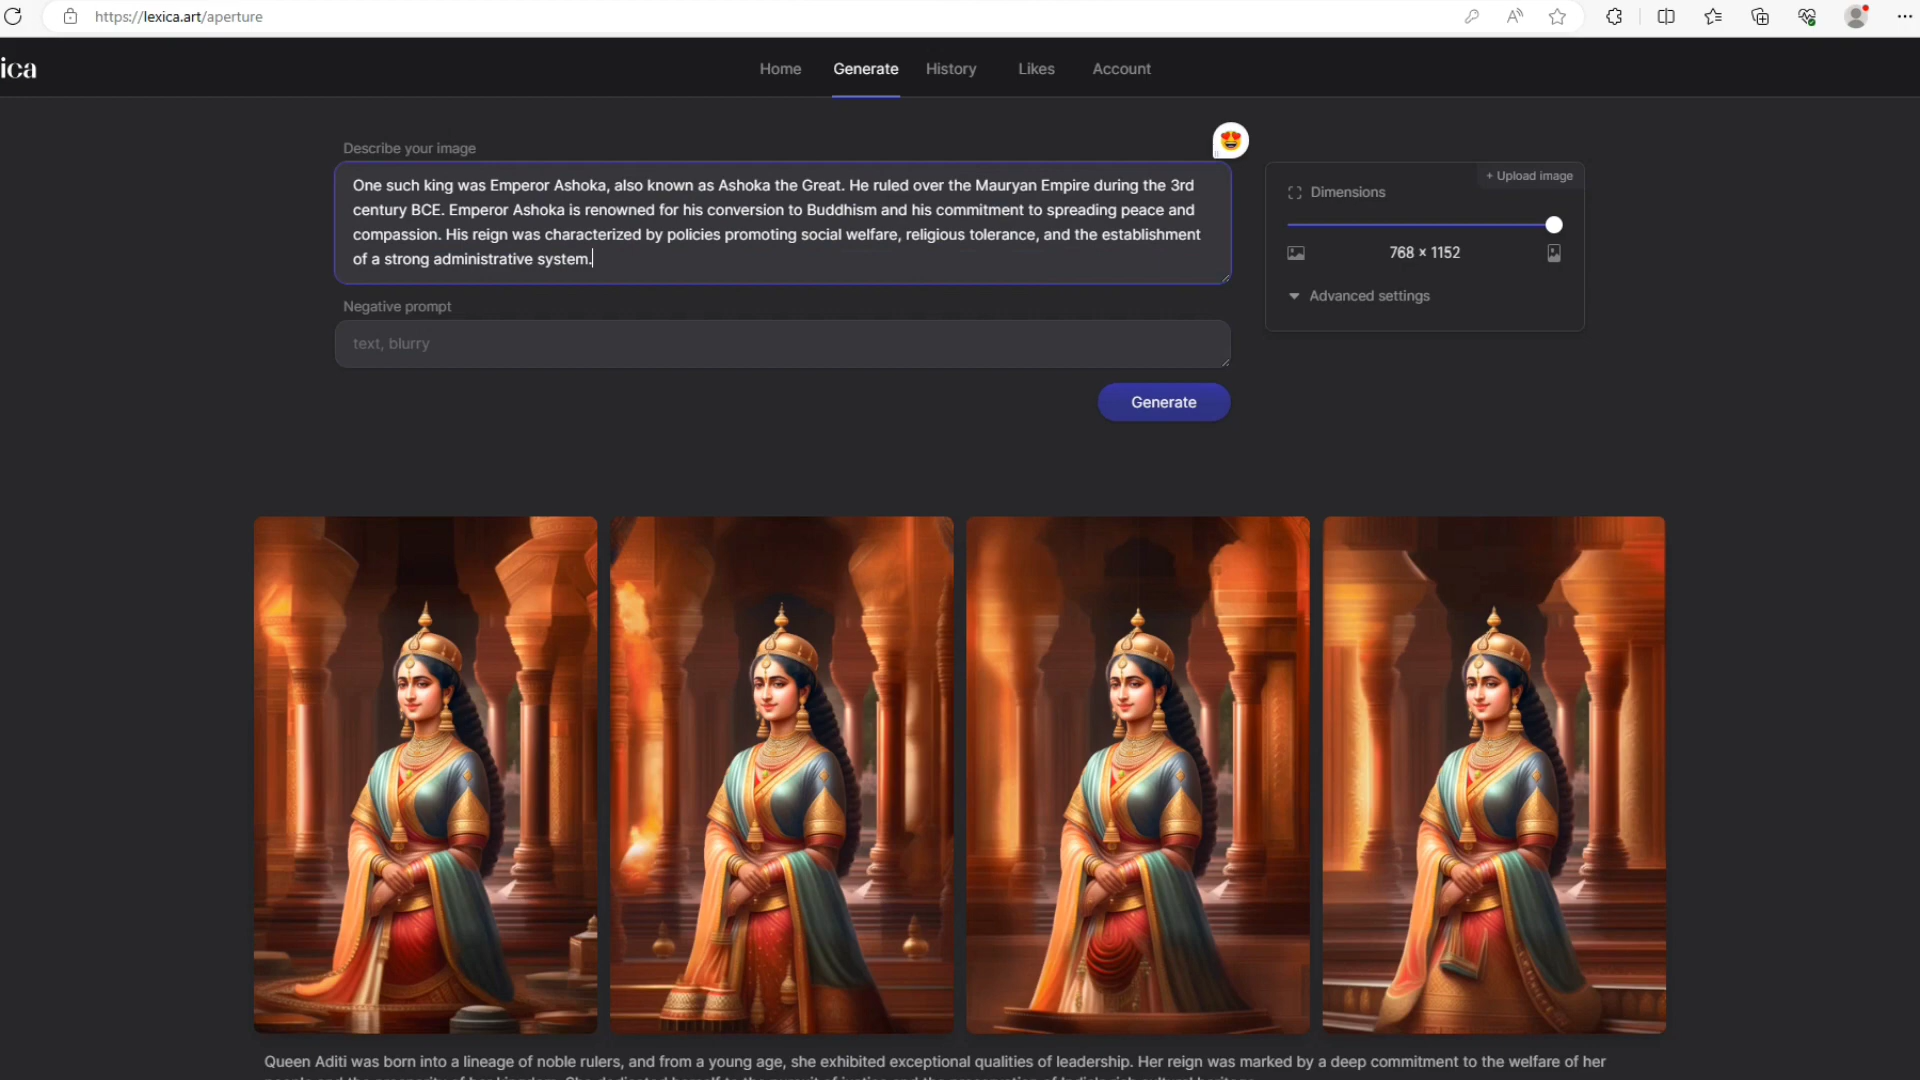 https://lexica.art/aperture
ica
Home Generate History Likes Account
Describe your image
One such king was Emperor Ashoka, also known as Ashoka the Great. He ruled over the Mauryan Empire during the 3rd
century BCE. Emperor Ashoka is renowned for his conversion to Buddhism and his commitment to spreading peace and
compassion. His reign was characterized by policies promoting social welfare, religious tolerance, and the establishment
of a strong administrative system.
+ Upload image
Dimensions
768 × 1152
Advanced settings
Negative prompt
text, blurry
Generate
Queen Aditi was born into a lineage of noble rulers, and from a young age, she exhibited exceptional qualities of leadership. Her reign was marked by a deep commitment to the welfare of her